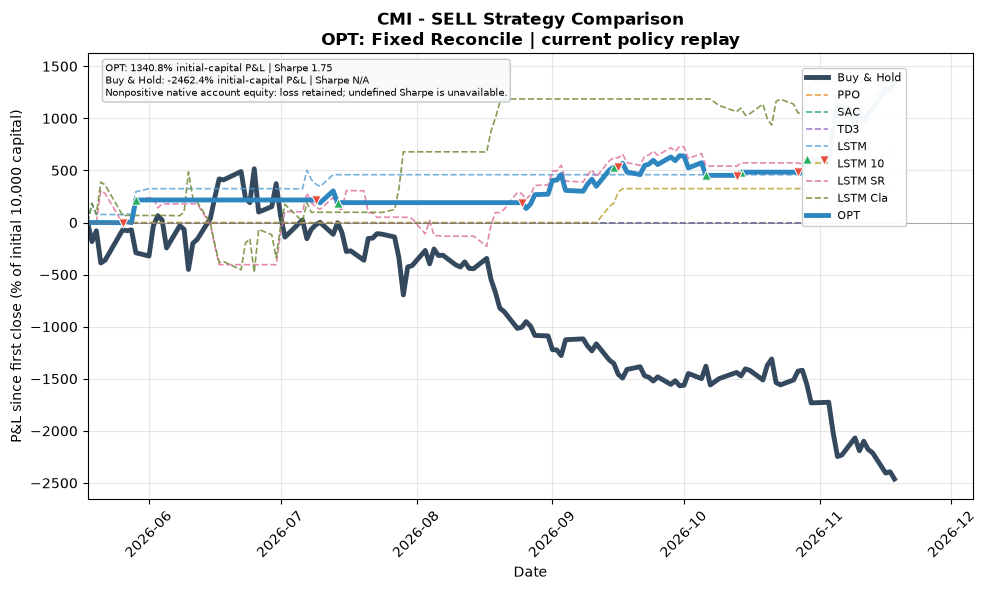 CMI - SELL Strategy Comparison
OPT: Fixed Reconcile | current policy replay
OPT: 1340.8% initial-capital P&L | Sharpe 1.75
Buy & Hold: -2462.4% initial-capital P&L | Sharpe N/A
Nonpositive native account equity: loss retained; undefined Sharpe is unavailable.
Buy & Hold
PPO
SAC
TD3
LSTM
LSTM 10
LSTM SR
LSTM Cla
OPT
P&L since first close (% of initial 10,000 capital)
1500
1000
500
0
−500
−1000
−1500
−2000
−2500
2026-06
2026-07
2026-08
2026-09
2026-10
2026-11
2026-12
Date